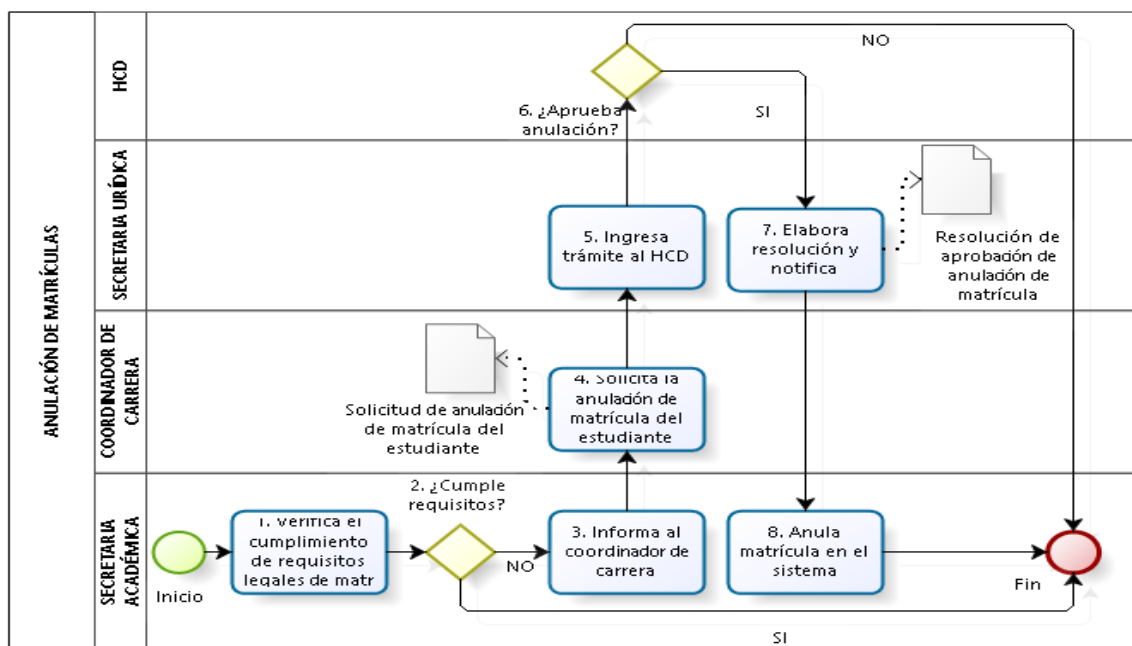 ANULACIÓN DE MATRÍCULAS
HCD
6. ¿Aprueba
anulación?
SI
NO
SECRETARIA URÍDICA
5. Ingresa
trámite al HCD
7. Elabora
resolución y
notifica
Resolución de
aprobación de
anulación de
matrícula
COORDINADOR DE
CARRERA
Solicitud de anulación
de matrícula del
estudiante
4. Solicita la
anulación de
matrícula del
estudiante
SECRETARIA
ACADÉMICA
Inicio
1. Verifica el
cumplimiento
de requisitos
legales de matr
2. ¿Cumple
requisitos?
NO
3. Informa al
coordinador de
carrera
8. Anula
matrícula en el
sistema
Fin
SI